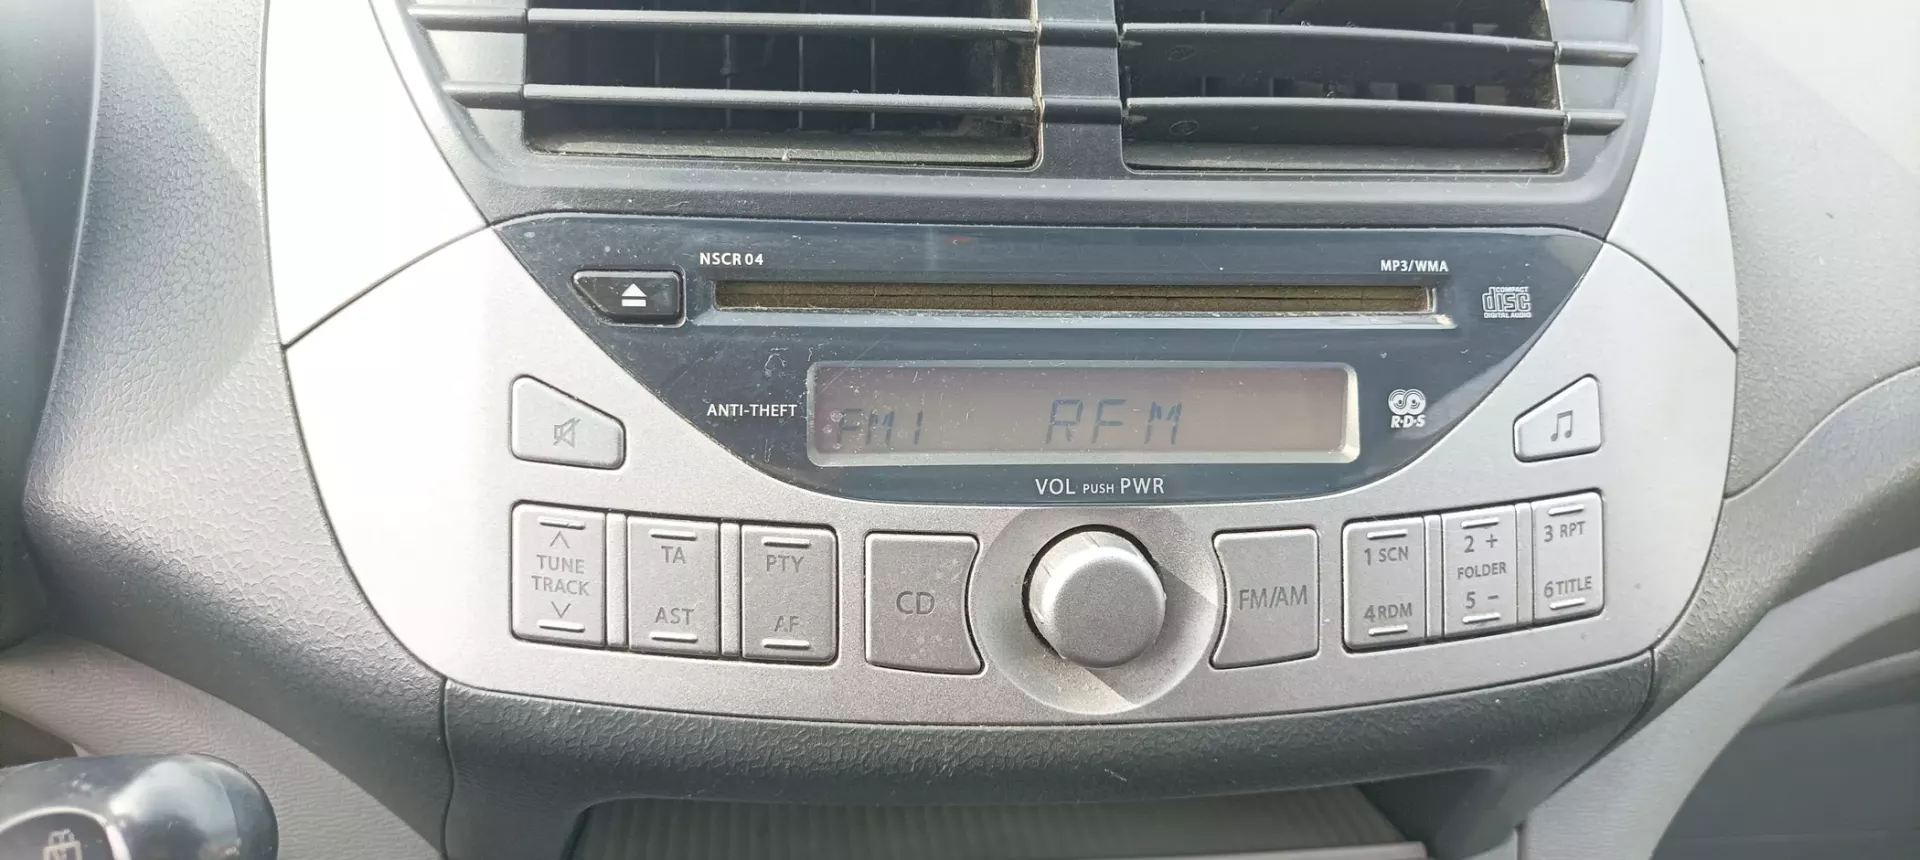 NSCR 04
MP3/WMA
COMPACT
disc
DIGITAL AUDIO
ANTI-THEFT
FM1 RFM
R·D·S
VOL PUSH PWR
TUNE
TRACK
TA
AST
PTY
AF
CD
FM/AM
1 SCN
4 RDM
2 +
FOLDER
5 -
3 RPT
6 TITLE